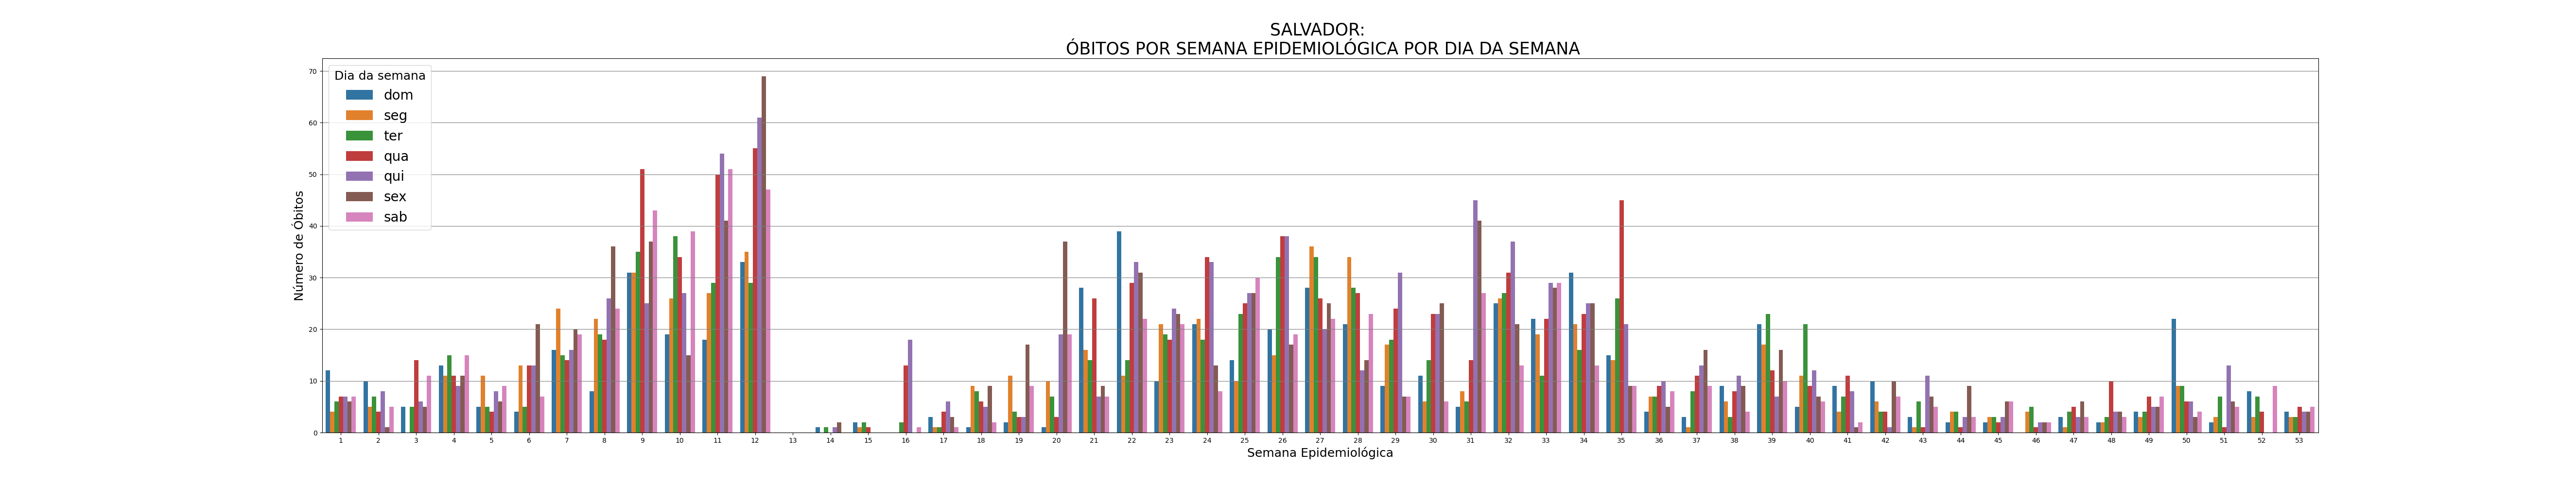 SALVADOR:
ÓBITOS POR SEMANA EPIDEMIOLÓGICA POR DIA DA SEMANA
Dia da semana
dom
seg
ter
qua
qui
sex
sab
Número de Óbitos
70
60
50
40
30
20
10
0
1 2 3 4 5 6 7 8 9 10 11 12 13 14 15 16 17 18 19 20 21 22 23 24 25 26 27 28 29 30 31 32 33 34 35 36 37 38 39 40 41 42 43 44 45 46 47 48 49 50 51 52 53
Semana Epidemiológica